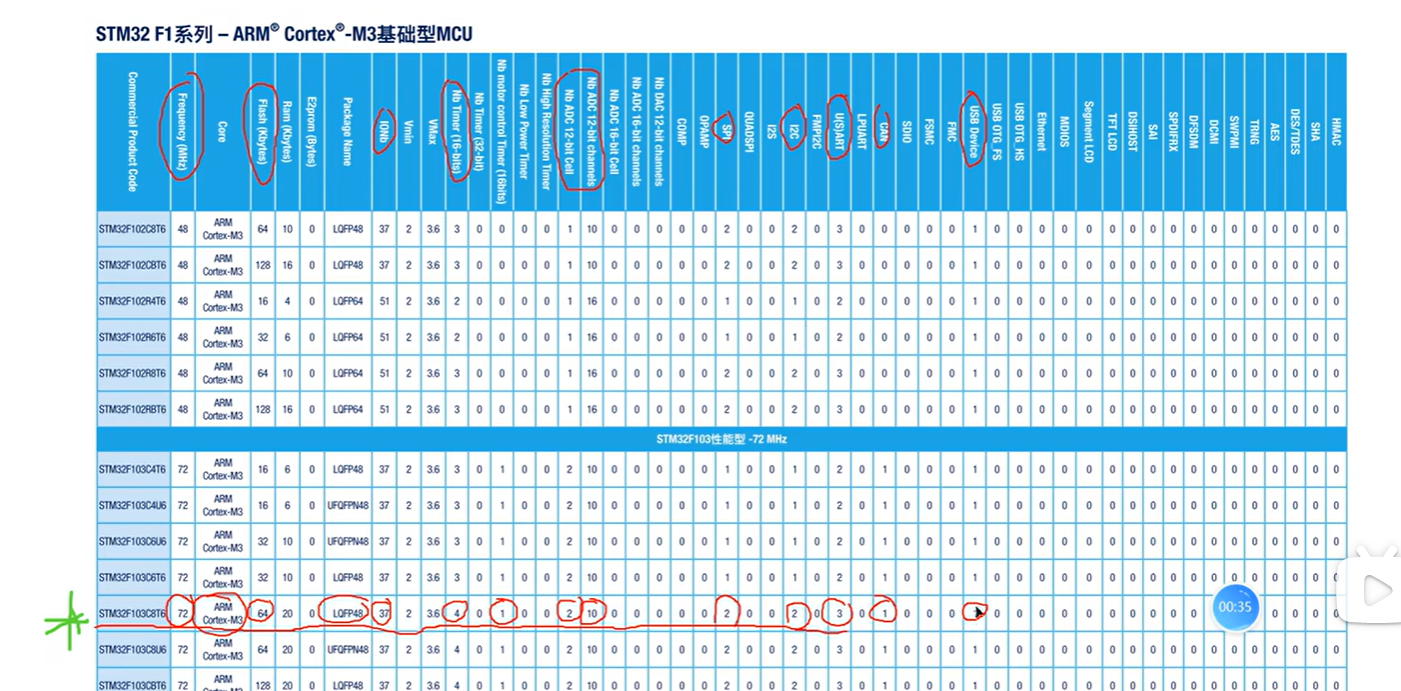 STM32 F1系列 – ARM® Cortex®-M3基础型MCU
Commercial Product Code Frequency (MHz) Core Flash (Kbytes) Ram (Kbytes) E2prom (Bytes) Package Name IONb Vmin VMax Nb Timer (16-bits) Nb Timer (32-bit) Nb motor control Timer (16bits) Nb Low Power Timer Nb High Resolution Timer Nb ADC 12-bit Cell Nb ADC 12-bit channels Nb ADC 16-bit Cell Nb ADC 16-bit channels Nb DAC 12-bit channels COMP OPAMP SPI QUADSPI I2S I2C FMPI2C USART LPUART CAN SDIO FSMC FMC USB Device USB OTG_FS USB OTG_HS Ethernet MDIOS Segment LCD TFT LCD DSIHOST SAI SPDIFRX DFSDM DCMI SWPMI TRNG AES DES/TDES SHA HMAC
STM32F102C8T6 48 ARM Cortex-M3 64 10 0 LQFP48 37 2 3.6 3 0 0 0 0 1 10 0 0 0 0 0 2 0 0 2 0 3 0 0 0 0 0 1 0 0 0 0 0 0 0 0 0 0 0 0 0 0 0 0 0
STM32F102CBT6 48 ARM Cortex-M3 128 16 0 LQFP48 37 2 3.6 3 0 0 0 0 1 10 0 0 0 0 0 2 0 0 2 0 3 0 0 0 0 0 1 0 0 0 0 0 0 0 0 0 0 0 0 0 0 0 0 0
STM32F102R4T6 48 ARM Cortex-M3 16 4 0 LQFP64 51 2 3.6 2 0 0 0 0 1 16 0 0 0 0 0 1 0 0 1 0 2 0 0 0 0 0 1 0 0 0 0 0 0 0 0 0 0 0 0 0 0 0 0 0
STM32F102R6T6 48 ARM Cortex-M3 32 6 0 LQFP64 51 2 3.6 2 0 0 0 0 1 16 0 0 0 0 0 1 0 0 1 0 2 0 0 0 0 0 1 0 0 0 0 0 0 0 0 0 0 0 0 0 0 0 0 0
STM32F102R8T6 48 ARM Cortex-M3 64 10 0 LQFP64 51 2 3.6 3 0 0 0 0 1 16 0 0 0 0 0 2 0 0 2 0 3 0 0 0 0 0 1 0 0 0 0 0 0 0 0 0 0 0 0 0 0 0 0 0
STM32F102RBT6 48 ARM Cortex-M3 128 16 0 LQFP64 51 2 3.6 3 0 0 0 0 1 16 0 0 0 0 0 2 0 0 2 0 3 0 0 0 0 0 1 0 0 0 0 0 0 0 0 0 0 0 0 0 0 0 0 0
STM32F103性能型 -72 MHz
STM32F103C4T6 72 ARM Cortex-M3 16 6 0 LQFP48 37 2 3.6 3 0 1 0 0 2 10 0 0 0 0 0 1 0 0 1 0 2 0 1 0 0 0 1 0 0 0 0 0 0 0 0 0 0 0 0 0 0 0 0 0
STM32F103C4U6 72 ARM Cortex-M3 16 6 0 UFQFPN48 37 2 3.6 3 0 1 0 0 2 10 0 0 0 0 0 1 0 0 1 0 2 0 1 0 0 0 1 0 0 0 0 0 0 0 0 0 0 0 0 0 0 0 0 0
STM32F103C6U6 72 ARM Cortex-M3 32 10 0 UFQFPN48 37 2 3.6 3 0 1 0 0 2 10 0 0 0 0 0 1 0 0 1 0 2 0 1 0 0 0 1 0 0 0 0 0 0 0 0 0 0 0 0 0 0 0 0 0
STM32F103C6T6 72 ARM Cortex-M3 32 10 0 LQFP48 37 2 3.6 3 0 1 0 0 2 10 0 0 0 0 0 1 0 0 1 0 2 0 1 0 0 0 1 0 0 0 0 0 0 0 0 0 0 0 0 0 0 0 0 0
STM32F103C8T6 72 ARM Cortex-M3 64 20 0 LQFP48 37 2 3.6 4 0 1 0 0 2 10 0 0 0 0 0 2 0 0 2 0 3 0 1 0 0 0 0 0 0 0 0 0 0 0 0 0 0 0 0 0 0 0 0
00:35
STM32F103C8U6 72 ARM Cortex-M3 64 20 0 UFQFPN48 37 2 3.6 4 0 1 0 0 2 10 0 0 0 0 0 2 0 0 2 0 3 0 1 0 0 0 1 0 0 0 0 0 0 0 0 0 0 0 0 0 0 0 0 0
STM32F103CBT6 72 ARM 128 20 0 LQFP48 37 2 3.6 4 0 1 0 0 2 10 0 0 0 0 0 2 0 0 2 0 3 0 1 0 0 0 1 0 0 0 0 0 0 0 0 0 0 0 0 0 0 0 0 0